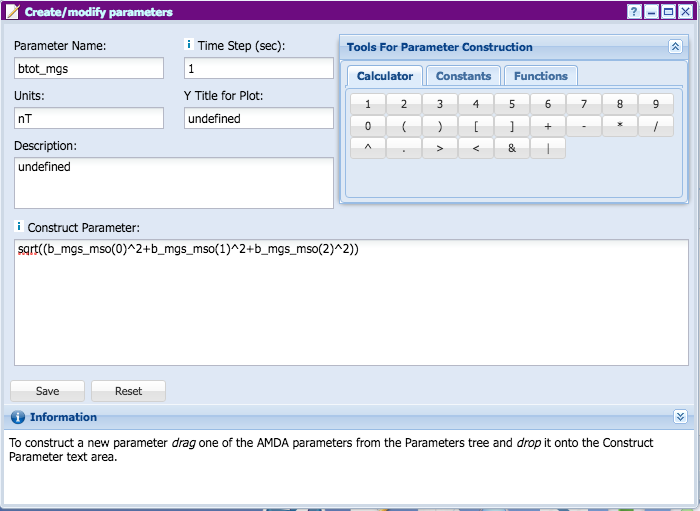 Create/modify parameters
?
Parameter Name:
i Time Step (sec):
btot_mgs
1
Units:
Y Title for Plot:
nT
undefined
Description:
undefined
Tools For Parameter Construction
Calculator Constants Functions
1 2 3 4 5 6 7 8 9
0 ( ) [ ] + - * /
^ . > < & |
i Construct Parameter:
sqrt((b_mgs_mso(0)^2+b_mgs_mso(1)^2+b_mgs_mso(2)^2))
Save Reset
i Information
To construct a new parameter drag one of the AMDA parameters from the Parameters tree and drop it onto the Construct
Parameter text area.